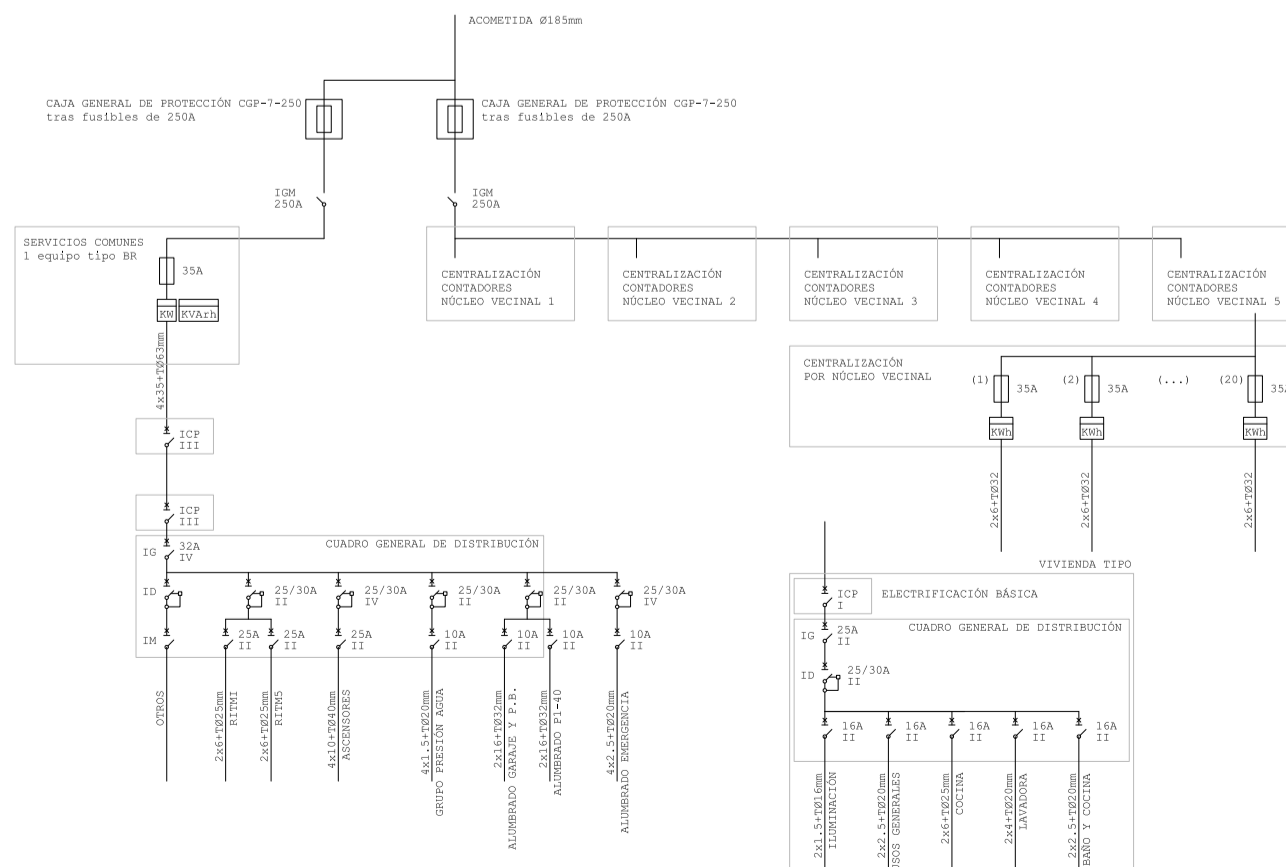 ACOMETIDA Ø185mm
CAJA GENERAL DE PROTECCIÓN CGP-7-250
tras fusibles de 250A
CAJA GENERAL DE PROTECCIÓN CGP-7-250
tras fusibles de 250A
IGM
250A
IGM
250A
SERVICIOS COMUNES
1 equipo tipo BR
35A
KW
KVArh
4x35+TØ63mm
CENTRALIZACIÓN
CONTADORES
NÚCLEO VECINAL 1
CENTRALIZACIÓN
CONTADORES
NÚCLEO VECINAL 2
CENTRALIZACIÓN
CONTADORES
NÚCLEO VECINAL 3
CENTRALIZACIÓN
CONTADORES
NÚCLEO VECINAL 4
CENTRALIZACIÓN
CONTADORES
NÚCLEO VECINAL 5
CENTRALIZACIÓN
POR NÚCLEO VECINAL
(1)
35A
KWh
2x6+TØ32
(2)
35A
KWh
2x6+TØ32
(...)
(20)
35A
KWh
2x6+TØ32
ICP
III
ICP
III
CUADRO GENERAL DE DISTRIBUCIÓN
IG
32A
IV
ID
25/30A
II
25/30A
IV
25/30A
II
25/30A
II
25/30A
IV
IM
25A
II
25A
II
25A
II
10A
II
10A
II
10A
II
10A
II
OTROS
2x6+TØ25mm
RITMI
2x6+TØ25mm
RITM5
4x10+TØ40mm
ASCENSORES
4x1.5+TØ20mm
GRUPO PRESIÓN AGUA
2x16+TØ32mm
ALUMBRADO GARAJE Y P.B.
2x16+TØ32mm
ALUMBRADO P1-40
4x2.5+TØ20mm
ALUMBRADO EMERGENCIA
VIVIENDA TIPO
ICP
I
ELECTRIFICACIÓN BÁSICA
CUADRO GENERAL DE DISTRIBUCIÓN
IG
25A
II
ID
25/30A
II
16A
II
16A
II
16A
II
16A
II
16A
II
2x1.5+TØ16mm
ILUMINACIÓN
2x2.5+TØ20mm
USOS GENERALES
2x6+TØ25mm
COCINA
2x4+TØ20mm
LAVADORA
2x2.5+TØ20mm
BAÑO Y COCINA